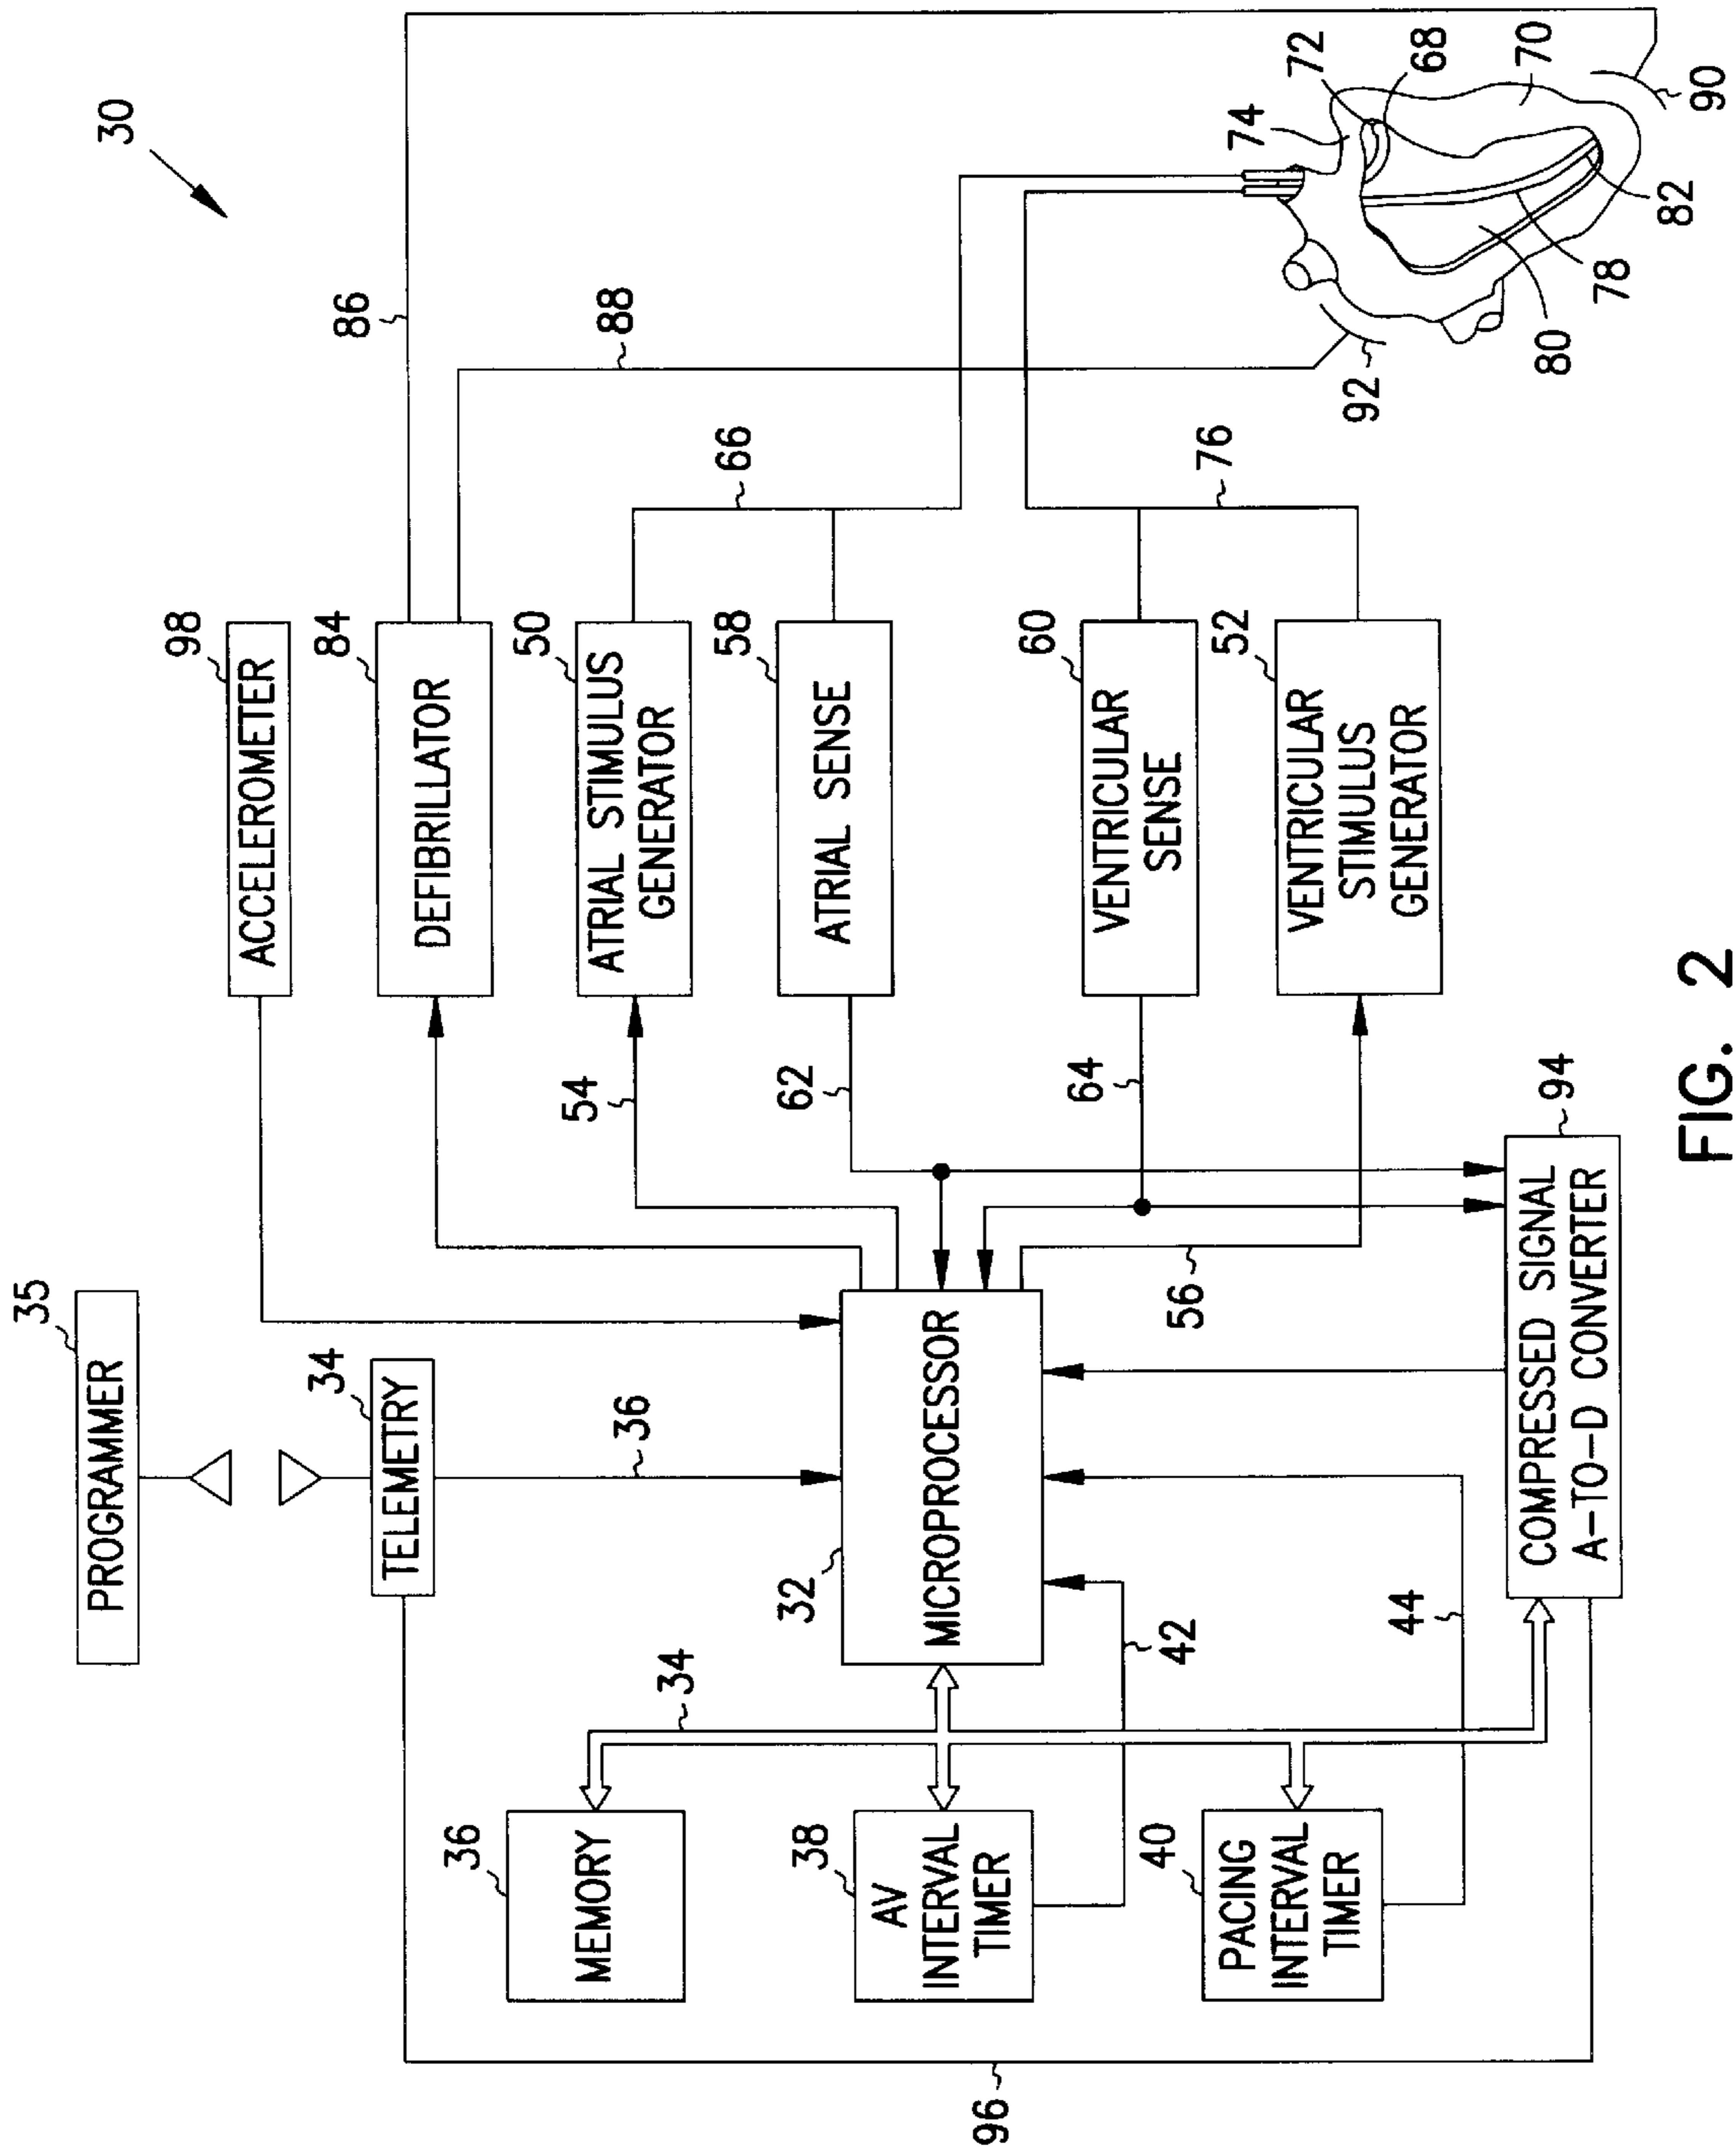 30
PROGRAMMER
35
TELEMETRY
34
36
ACCELEROMETER
98
DEFIBRILLATOR
84
86
88
MEMORY
36
34
MICROPROCESSOR
32
54
ATRIAL STIMULUS
GENERATOR
50
66
ATRIAL SENSE
58
62
AV
INTERVAL
TIMER
38
42
VENTRICULAR
SENSE
60
64
76
PACING
INTERVAL
TIMER
40
44
56
VENTRICULAR
STIMULUS
GENERATOR
52
COMPRESSED SIGNAL
A-TO-D CONVERTER
94
96
74
72
68
70
90
92
80
78
82
FIG. 2